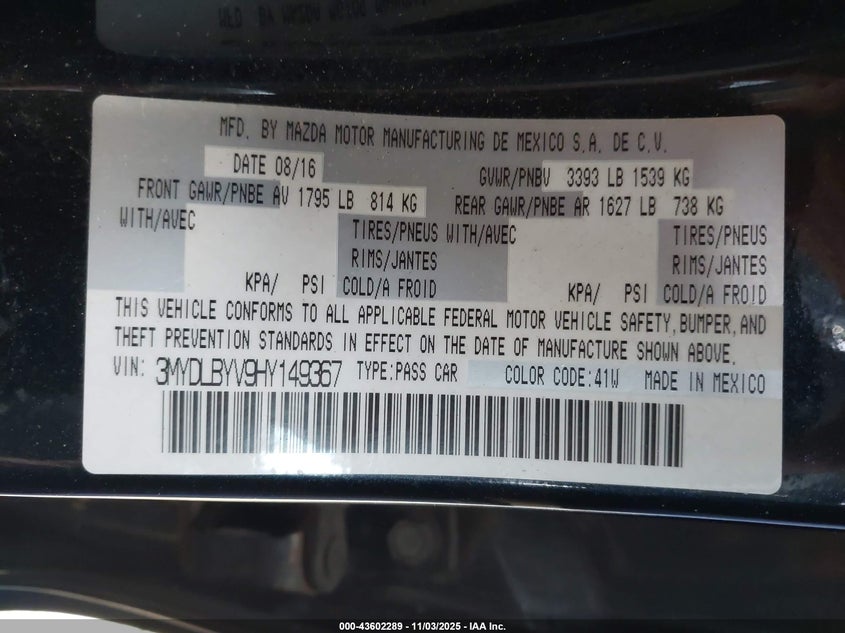 MFD. BY MAZDA MOTOR MANUFACTURING DE MEXICO S.A. DE C.V.
DATE 08/16 GVWR/PNBV 3393 LB 1539 KG
FRONT GAWR/PNBE AV 1795 LB 814 KG REAR GAWR/PNBE AR 1627 LB 738 KG
WITH/AVEC TIRES/PNEUS WITH/AVEC TIRES/PNEUS
RIMS/JANTES RIMS/JANTES
KPA/ PSI COLD/A FROID KPA/ PSI COLD/A FROID
THIS VEHICLE CONFORMS TO ALL APPLICABLE FEDERAL MOTOR VEHICLE SAFETY, BUMPER, AND
THEFT PREVENTION STANDARDS IN EFFECT ON THE DATE OF MANUFACTURE SHOWN ABOVE.
VIN: 3MYDLBYV9HY149367 TYPE:PASS CAR COLOR CODE:41W MADE IN MEXICO
000-43602289 - 11/03/2025 - IAA Inc.